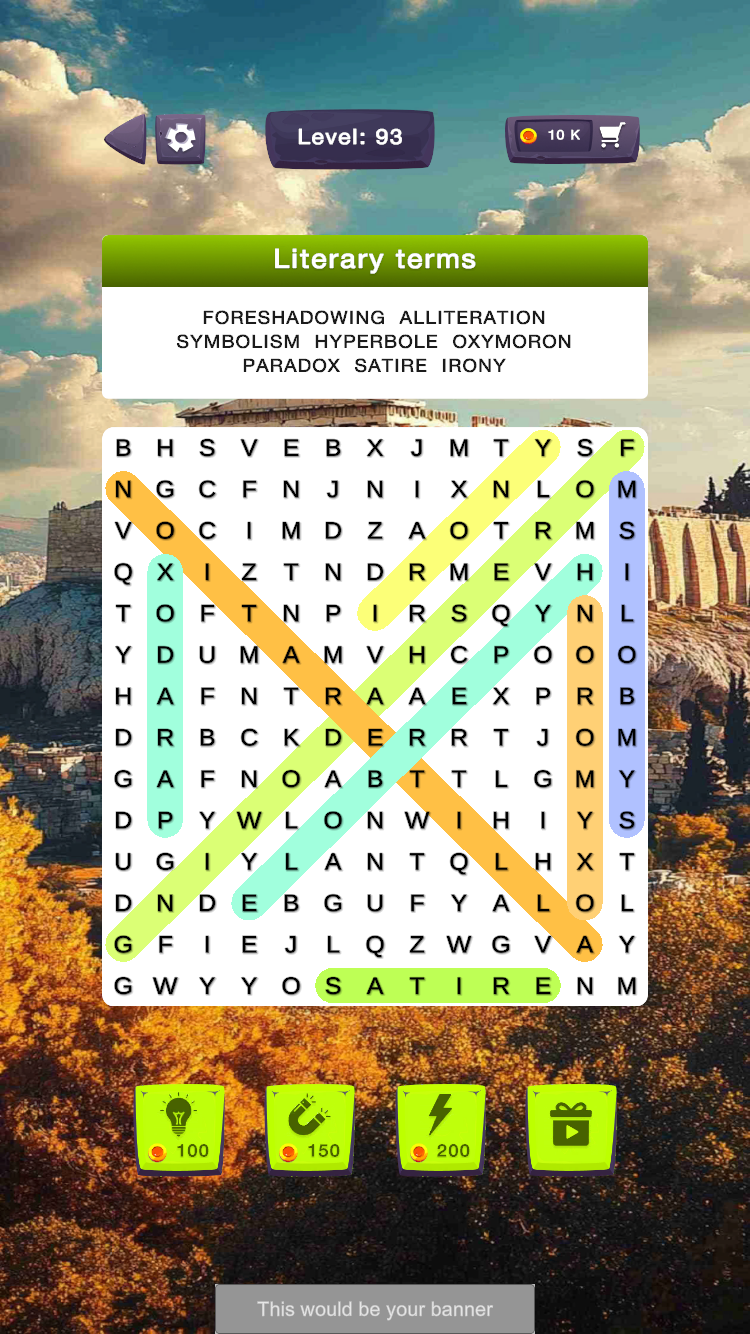 Level: 93
10 K
Literary terms
FORESHADOWING ALLITERATION
SYMBOLISM HYPERBOLE OXYMORON
PARADOX SATIRE IRONY
B H S V E B X J M T Y S F
N G C F N J N I X N L O M
V O C I M D Z A O T R M S
Q X I Z T N D R M E V H I
T O F T N P I R S Q Y N L
Y D U M A M V H C P O O O
H A F N T R A A E X P R B
D R B C K D E R R T J O M
G A F N O A B T T L G M Y
D P Y W L O N W I H I Y S
U G I Y L A N T Q L H X T
D N D E B G U F Y A L O L
G F I E J L Q Z W G V A Y
G W Y Y O S A T I R E N M
100 150 200
This would be your banner